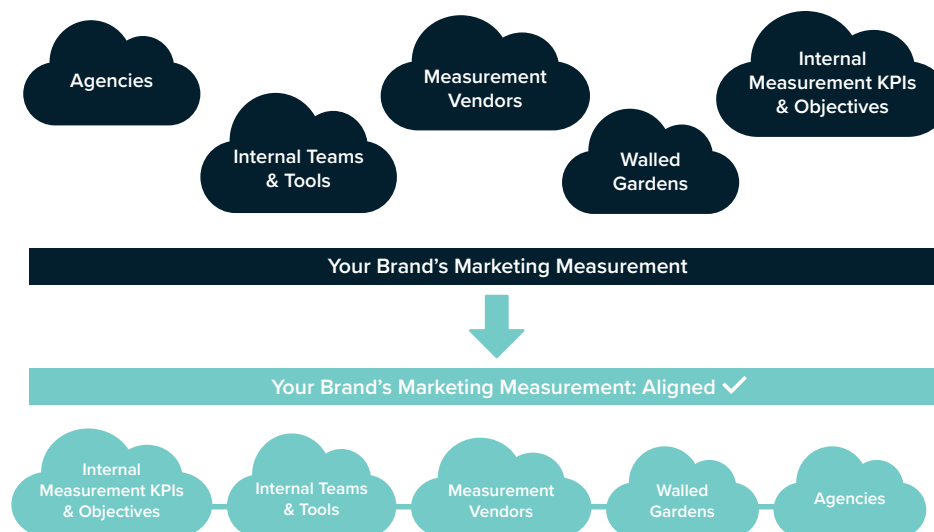 Agencies
Internal Teams
& Tools
Measurement
Vendors
Walled
Gardens
Internal
Measurement KPIs
& Objectives
Your Brand’s Marketing Measurement
Your Brand’s Marketing Measurement: Aligned
Internal
Measurement KPIs
& Objectives
Internal Teams
& Tools
Measurement
Vendors
Walled
Gardens
Agencies